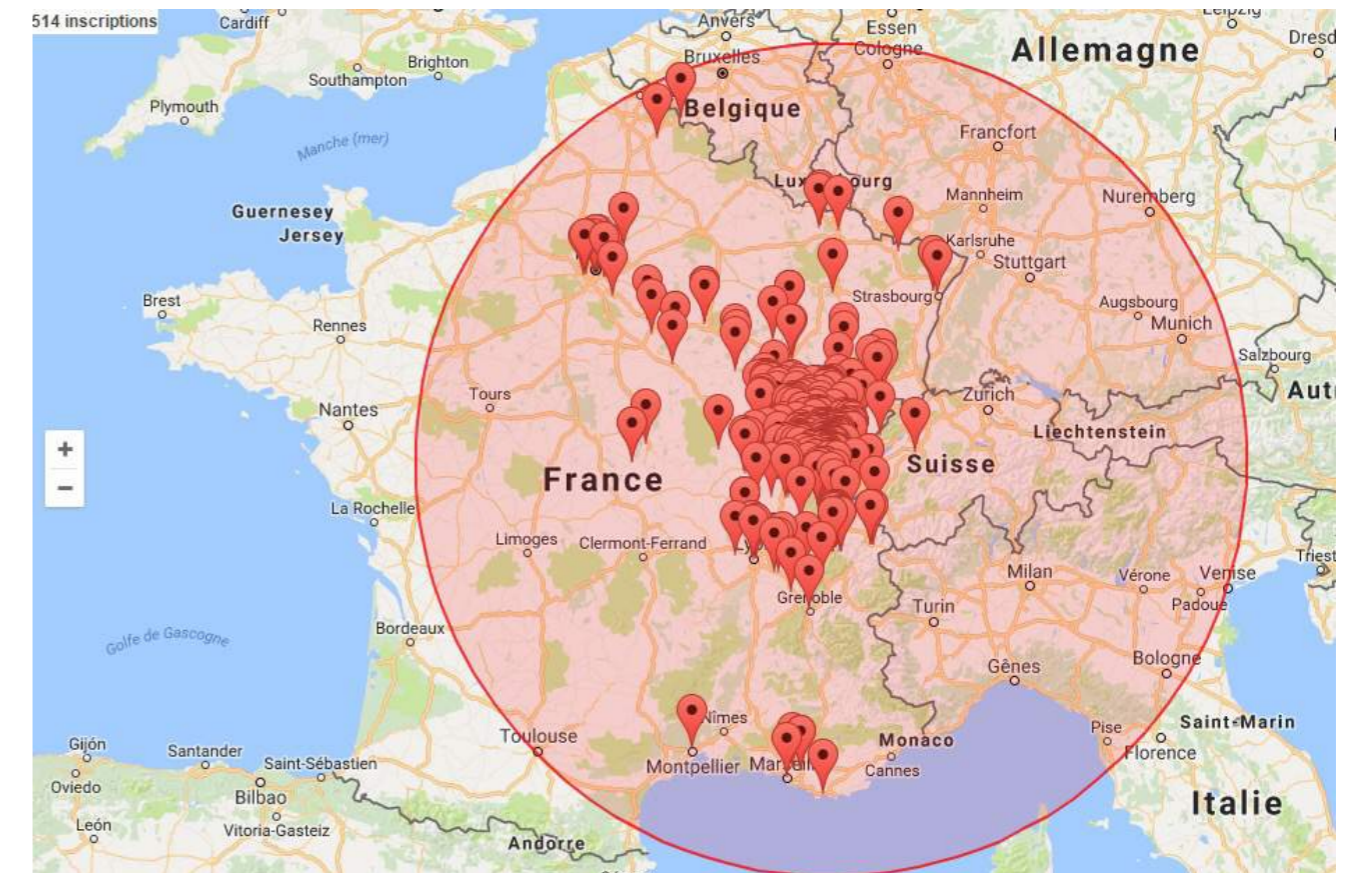 514 inscriptions
Cardiff
Anvers
Essen
Leipzig
Dresd
Bruxelles
Cologne
Allemagne
Southampton
Brighton
Plymouth
Belgique
Manche (mer)
Francfort
Guernesey
Jersey
Mannheim
Nuremberg
Karlsruhe
Stuttgart
Strasbourg
Brest
Rennes
Augsbourg
Munich
Salzbourg
Tours
Zurich
Autr
Nantes
Liechtenstein
France
Suisse
La Rochelle
Limoges
Clermont-Ferrand
Milan
Vérone
Venise
Trieste
Grenoble
Turin
Padoue
Golfe de Gascogne
Bordeaux
Gênes
Bologne
Nîmes
Toulouse
Monaco
Pise
Saint-Marin
Gijón
Santander
Saint-Sébastien
Montpellier
Cannes
Florence
Oviedo
Bilbao
Italie
León
Vitoria-Gasteiz
Andorre
+
−